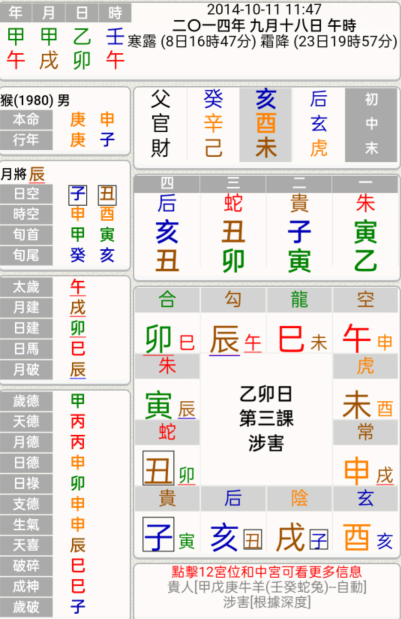 年 月 日 時
甲 甲 乙 壬
午 戌 卯 午
2014-10-11 11:47
二〇一四年 九月十八日 午時
寒露 (8日16時47分) 霜降 (23日19時57分)
猴(1980) 男
本命 庚 申
行年 庚 子
父 癸 亥 后 初
官 辛 酉 玄 中
財 己 未 虎 末
月將 辰
日空 子 丑
時空 申 酉
旬首 甲 寅
旬尾 癸 亥
四 三 二 一
后 蛇 貴 朱
亥 丑 子 寅
丑 卯 寅 乙
太歲 午
月建 戌
日建 卯
日馬 巳
月破 辰
合 勾 龍 空
卯 巳 辰 午 巳 未 午 申
朱 虎
寅 辰 未 酉
蛇 常
丑 卯 申 戌
貴 后 陰 玄
子 寅 亥 丑 戌 子 酉 亥
乙卯日
第三課
涉害
歲德 甲
天德 丙
月德 丙
日德 申
日祿 卯
支德 申
生氣 申
天喜 辰
破碎 巳
成神 巳
歲破 子
點擊12宮位和中宮可看更多信息
貴人[甲戊庚牛羊(壬癸蛇兔)--自動]
涉害[根據深度]